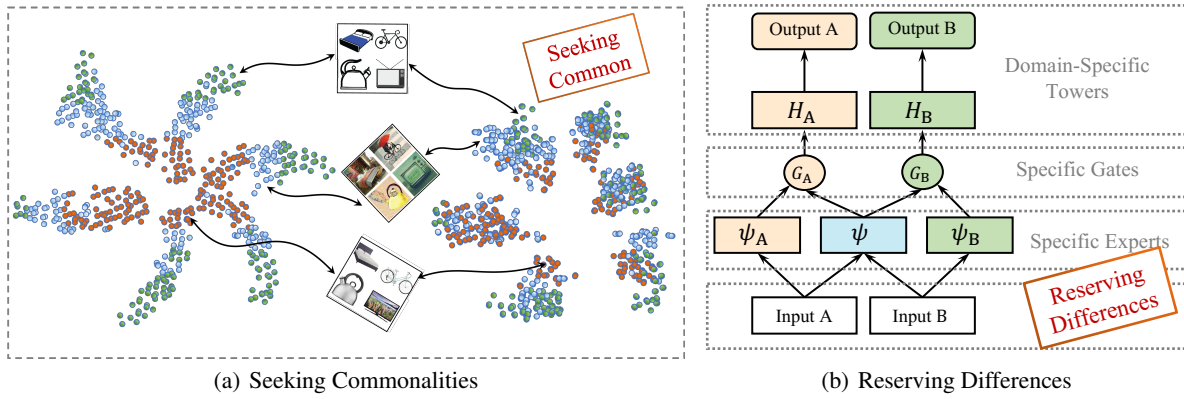 Seeking
Common
(a) Seeking Commonalities
Output A
Output B
Domain-Specific
Towers
H_A
H_B
G_A
G_B
Specific Gates
ψ_A
ψ
ψ_B
Specific Experts
Input A
Input B
Reserving
Differences
(b) Reserving Differences